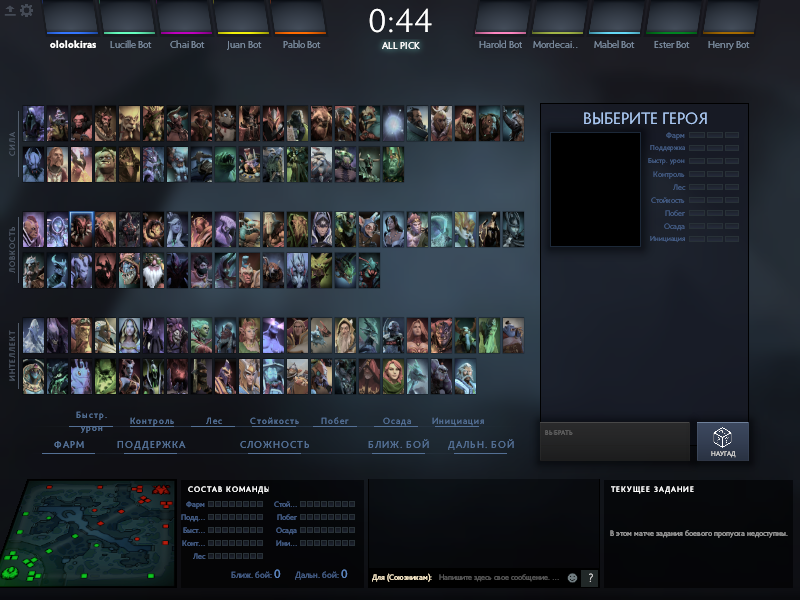 0:44
ALL PICK
ololokiras
Lucille Bot
Chai Bot
Juan Bot
Pablo Bot
Harold Bot
Mordecai..
Mabel Bot
Ester Bot
Henry Bot
СИЛА
ЛОВКОСТЬ
ИНТЕЛЛЕКТ
ВЫБЕРИТЕ ГЕРОЯ
Фарм
Поддержка
Быстр. урон
Контроль
Лес
Стойкость
Побег
Осада
Инициация
Быстр. урон
Контроль
Лес
Стойкость
Побег
Осада
Инициация
ФАРМ
ПОДДЕРЖКА
СЛОЖНОСТЬ
БЛИЖ. БОЙ
ДАЛЬН. БОЙ
ВЫБРАТЬ
НАУГАД
СОСТАВ КОМАНДЫ
Фарм
Стой...
Подд...
Побег
Быст...
Осада
Конт...
Ини...
Лес
Ближ. бой: 0
Дальн. бой: 0
Для (Союзникам):
Напишите здесь свое сообщение. ...
?
ТЕКУЩЕЕ ЗАДАНИЕ
В этом матче задания боевого пропуска недоступны.